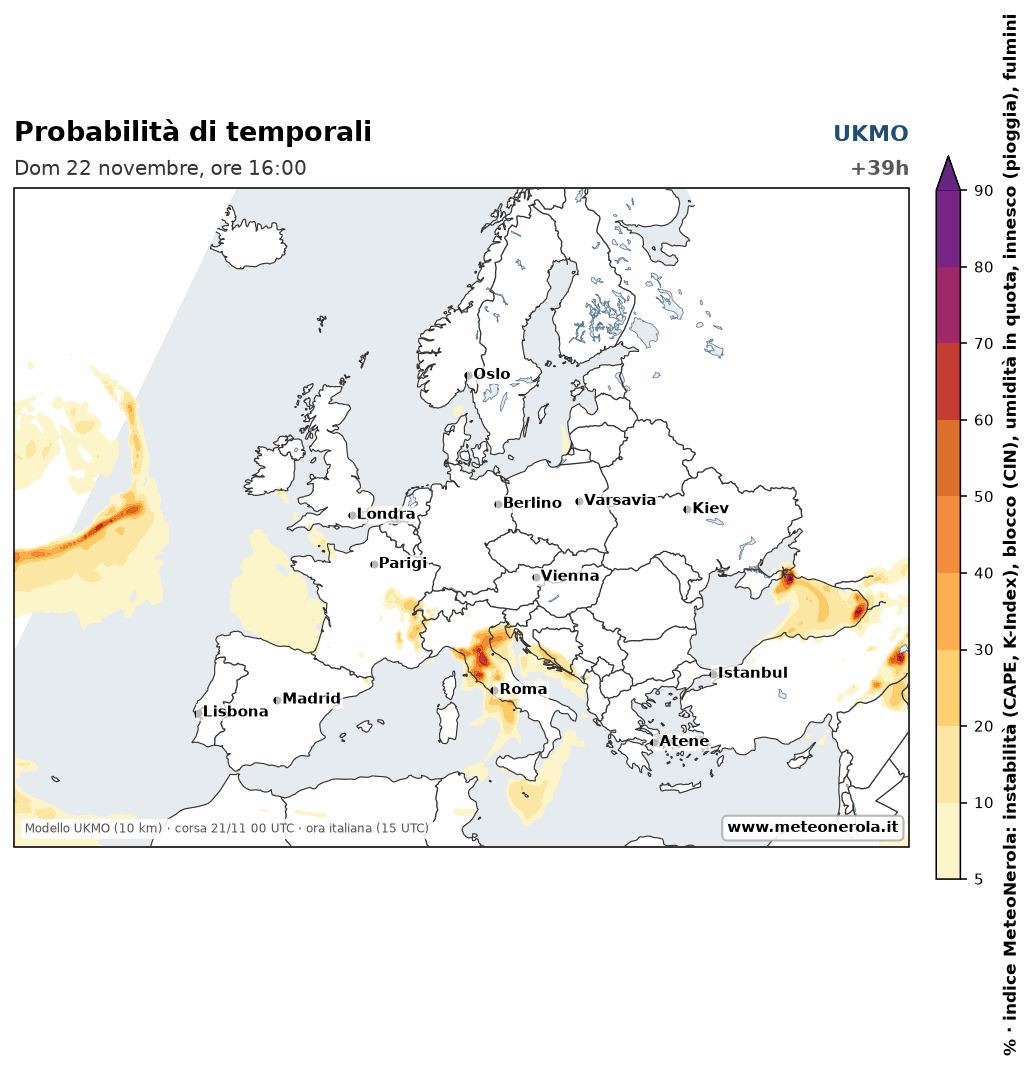 Probabilità di temporali
UKMO
Dom 22 novembre, ore 16:00
+39h
Oslo
Londra
Berlino
Varsavia
Kiev
Parigi
Vienna
Istanbul
Roma
Madrid
Lisbona
Atene
Modello UKMO (10 km) · corsa 21/11 00 UTC · ora italiana (15 UTC)
www.meteonerola.it
90
80
70
60
50
40
30
20
10
5
% · indice MeteoNerola: instabilità (CAPE, K-Index), blocco (CIN), umidità in quota, innesco (pioggia), fulmini